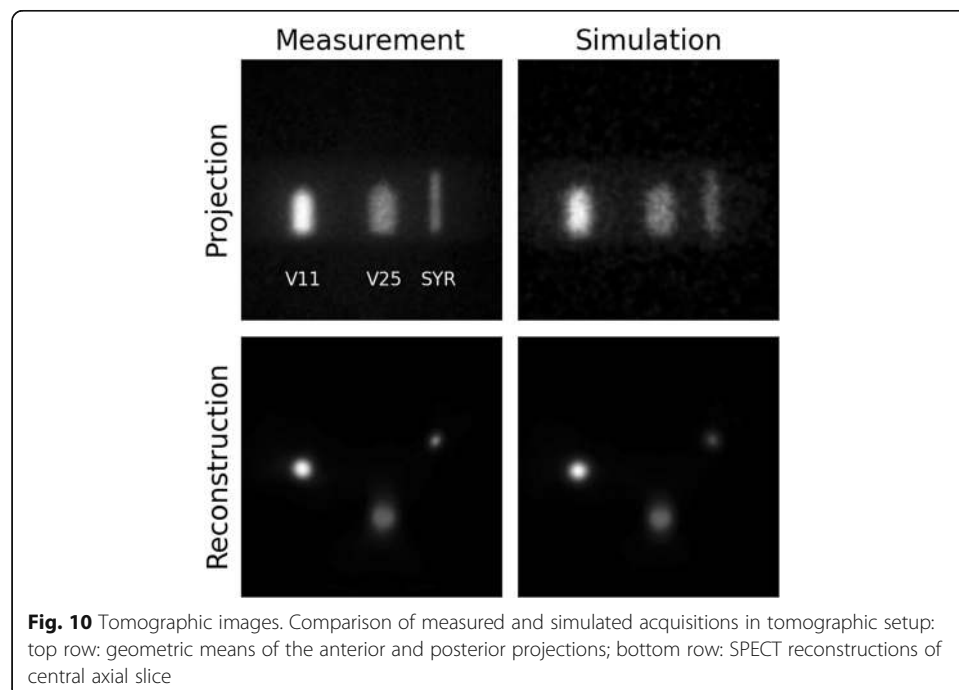 Measurement
Simulation
Projection
V11
V25
SYR
Reconstruction
Fig. 10 Tomographic images. Comparison of measured and simulated acquisitions in tomographic setup:
top row: geometric means of the anterior and posterior projections; bottom row: SPECT reconstructions of
central axial slice